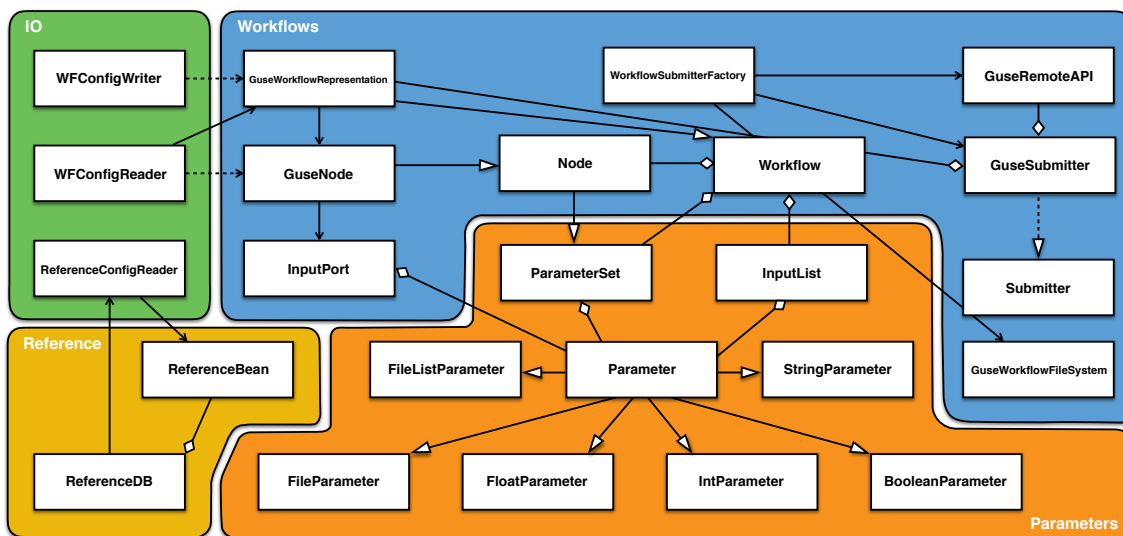 IO
Workflows
WFConfigWriter
GuseWorkflowRepresentation
WorkflowSubmitterFactory
GuseRemoteAPI
WFConfigReader
GuseNode
Node
Workflow
GuseSubmitter
ReferenceConfigReader
InputPort
ParameterSet
InputList
Submitter
Reference
ReferenceBean
FileListParameter
Parameter
StringParameter
GuseWorkflowFileSystem
ReferenceDB
FileParameter
FloatParameter
IntParameter
BooleanParameter
Parameters